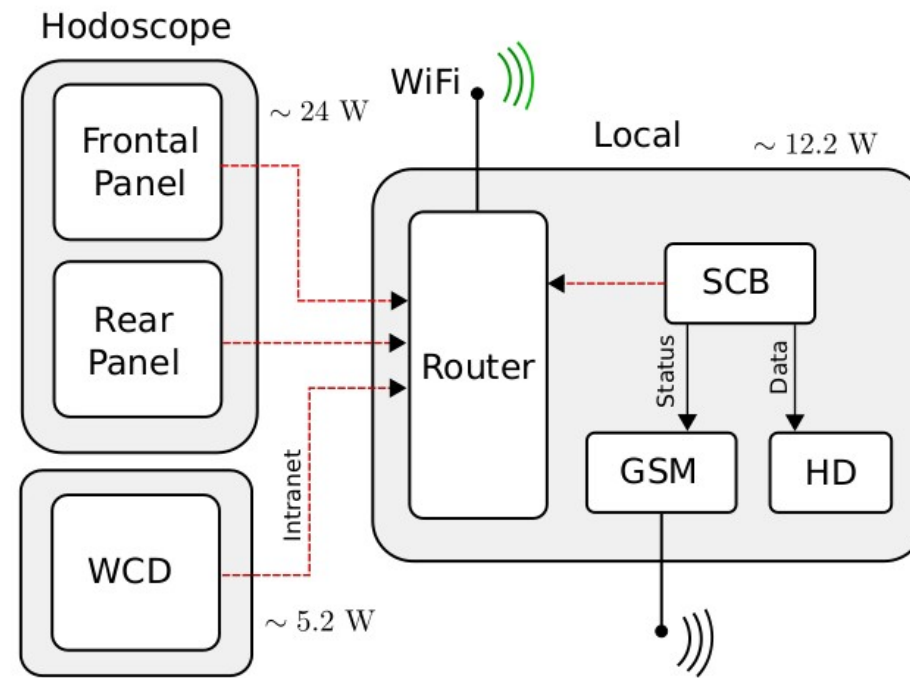 Hodoscope
~ 24 W
Frontal
Panel
Rear
Panel
WiFi
Local
~ 12.2 W
Router
SCB
Status
Data
GSM
HD
Intranet
WCD
~ 5.2 W